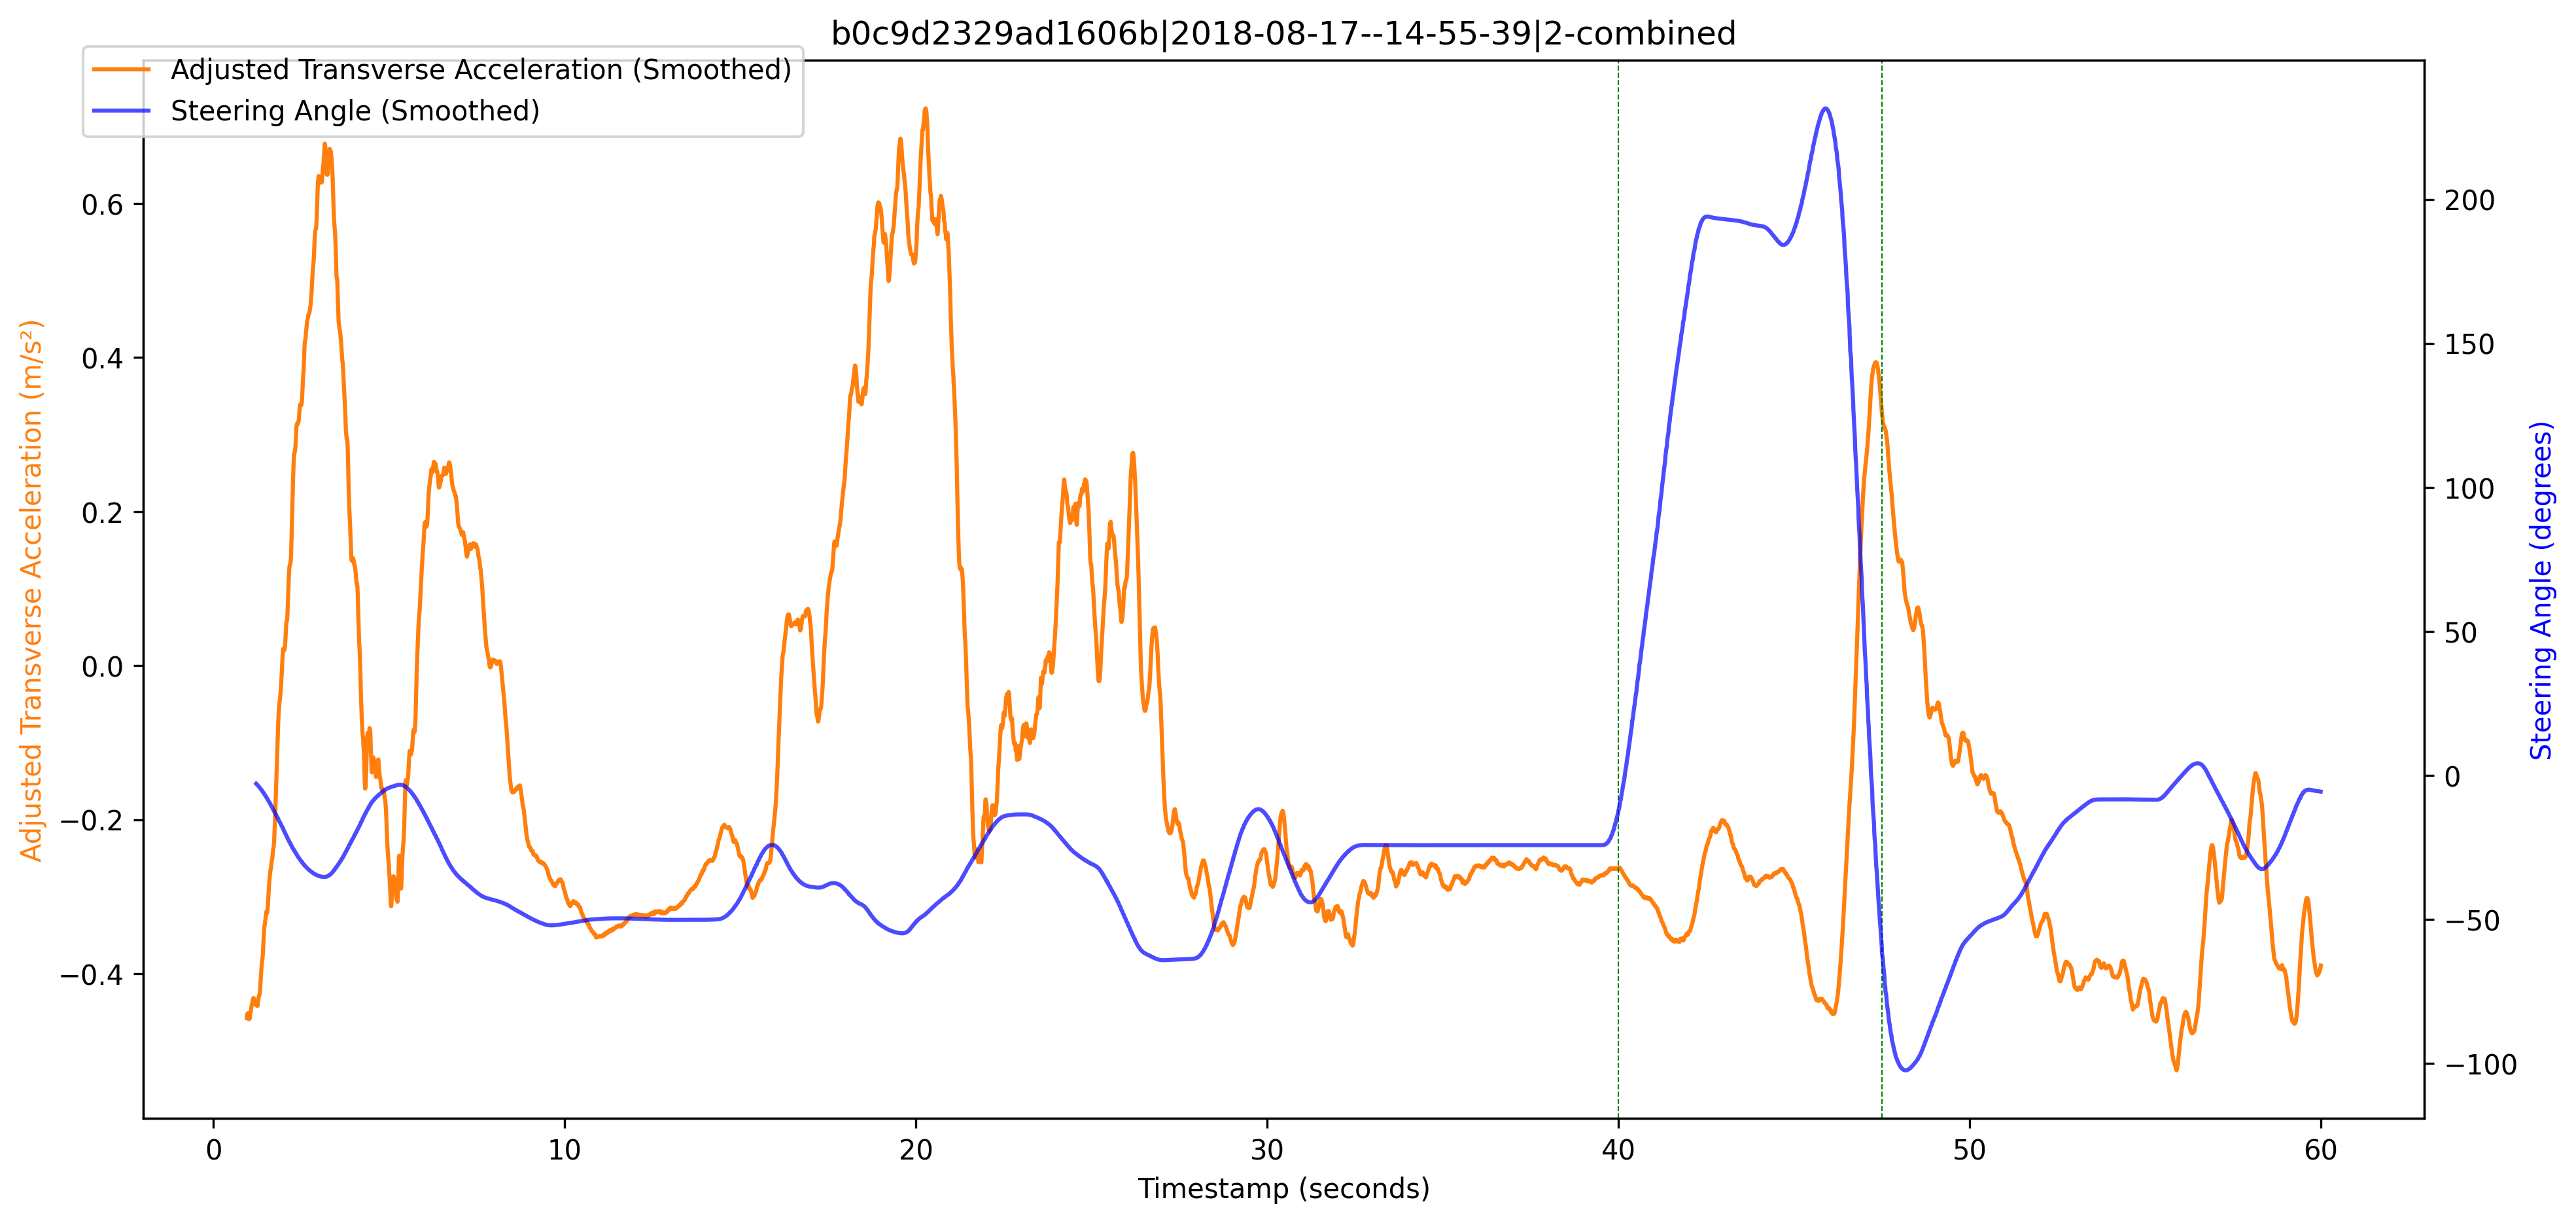 b0c9d2329ad1606b|2018-08-17--14-55-39|2-combined
Adjusted Transverse Acceleration (Smoothed)
Steering Angle (Smoothed)
Adjusted Transverse Acceleration (m/s²)
0.6
0.4
0.2
0.0
−0.2
−0.4
200
150
100
50
0
−50
−100
Steering Angle (degrees)
0 10 20 30 40 50 60
Timestamp (seconds)